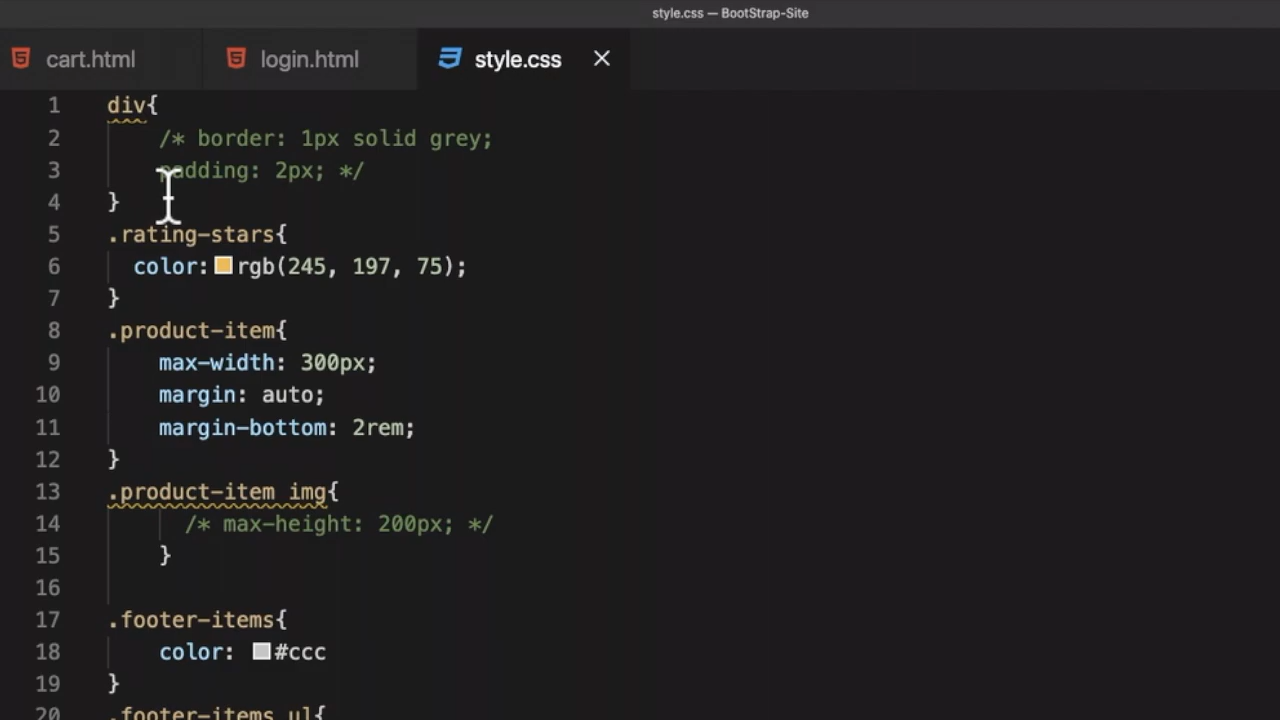 style.css — BootStrap-Site
cart.html login.html style.css ×
1 div{
2 /* border: 1px solid grey;
3 padding: 2px; */
4 }
5 .rating-stars{
6 color: rgb(245, 197, 75);
7 }
8 .product-item{
9 max-width: 300px;
10 margin: auto;
11 margin-bottom: 2rem;
12 }
13 .product-item img{
14 /* max-height: 200px; */
15 }
16
17 .footer-items{
18 color: #ccc
19 }
20 .footer-items ul{